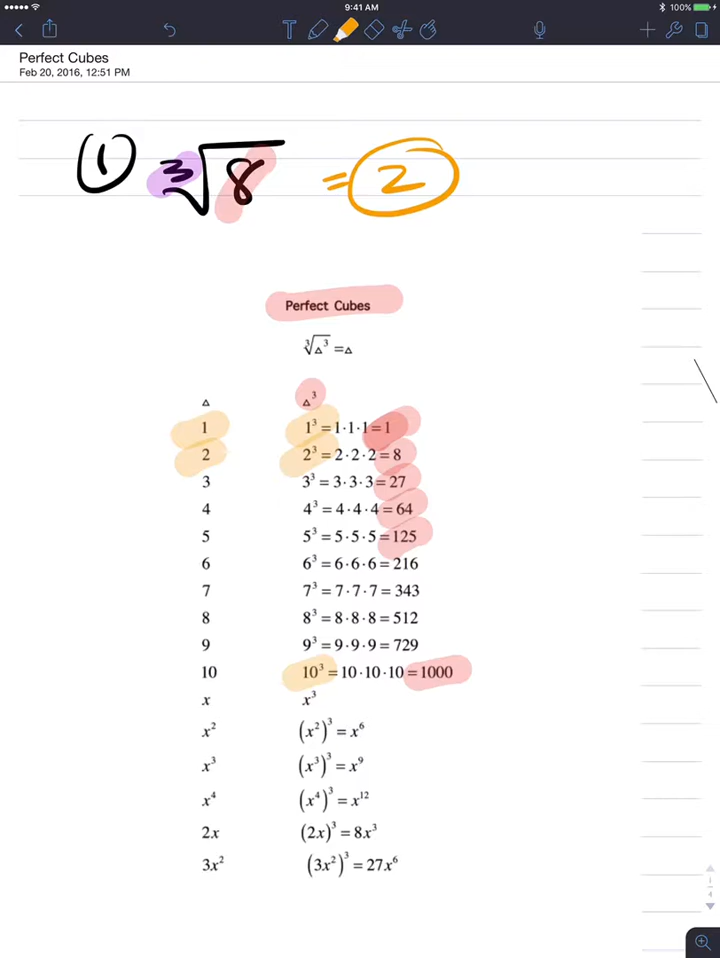 9:41 AM
100%
T
Perfect Cubes
Feb 20, 2016, 12:51 PM
① ∛8 = 2
Perfect Cubes
∛△³ = △
△ △³
1 1³ = 1·1·1 = 1
2 2³ = 2·2·2 = 8
3 3³ = 3·3·3 = 27
4 4³ = 4·4·4 = 64
5 5³ = 5·5·5 = 125
6 6³ = 6·6·6 = 216
7 7³ = 7·7·7 = 343
8 8³ = 8·8·8 = 512
9 9³ = 9·9·9 = 729
10 10³ = 10·10·10 = 1000
x x³
x² (x²)³ = x⁶
x³ (x³)³ = x⁹
x⁴ (x⁴)³ = x¹²
2x (2x)³ = 8x³
3x² (3x²)³ = 27x⁶